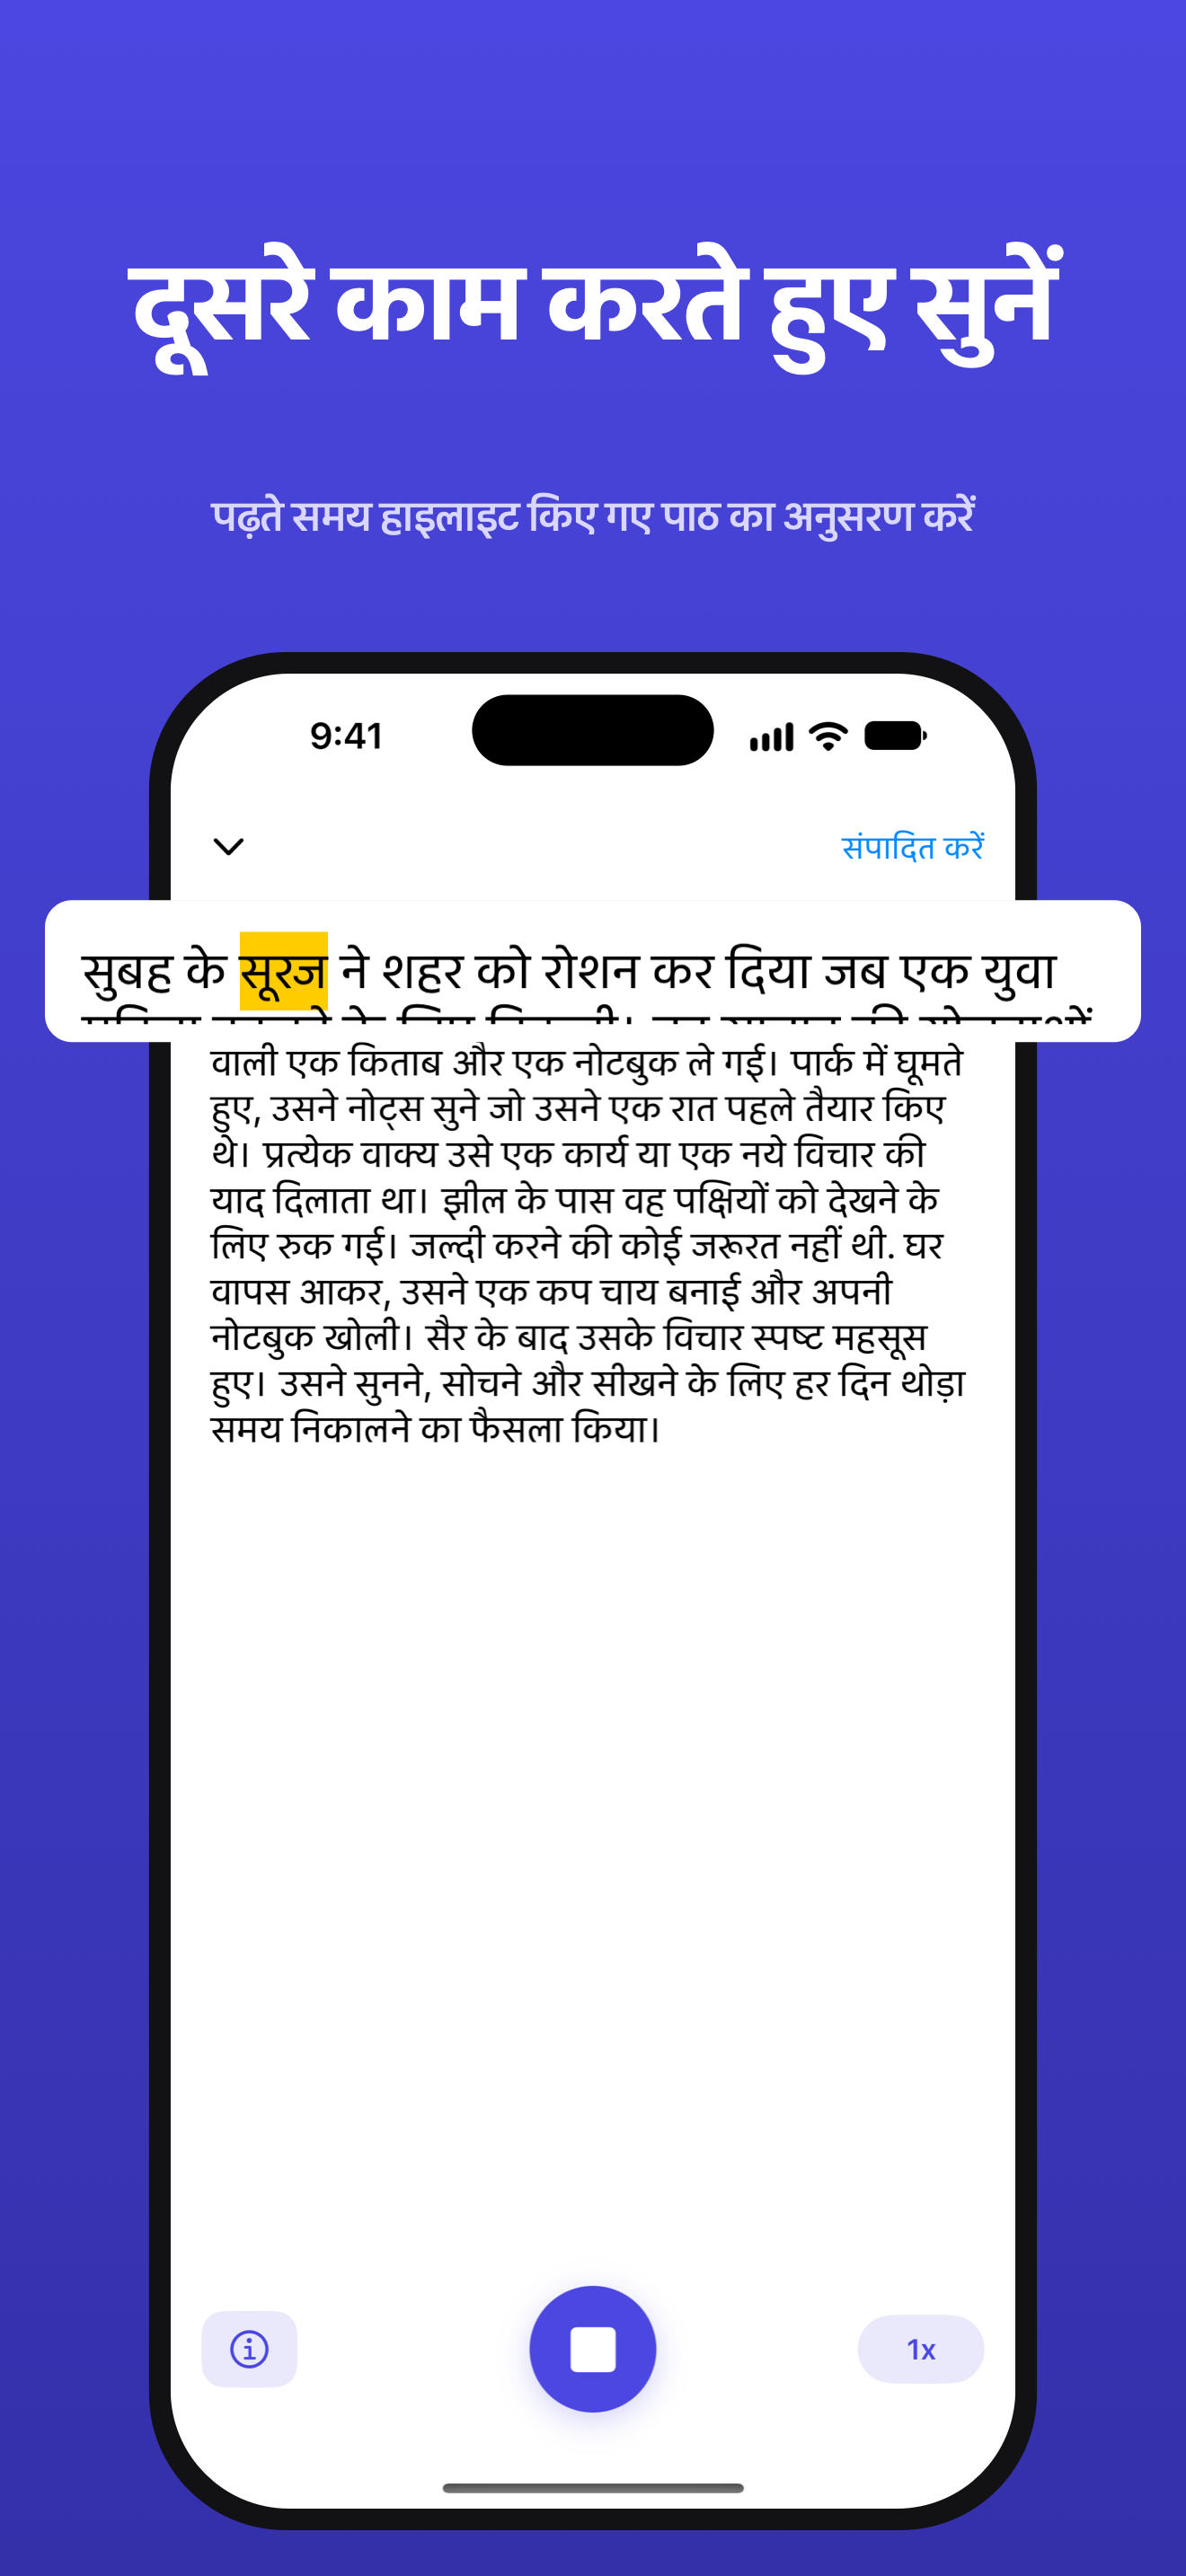 दूसरे काम करते हुए सुनें
पढ़ते समय हाइलाइट किए गए पाठ का अनुसरण करें
9:41
संपादित करें
सुबह के सूरज ने शहर को रोशन कर दिया जब एक युवा
वाली एक किताब और एक नोटबुक ले गई। पार्क में घूमते
हुए, उसने नोट्स सुने जो उसने एक रात पहले तैयार किए
थे। प्रत्येक वाक्य उसे एक कार्य या एक नये विचार की
याद दिलाता था। झील के पास वह पक्षियों को देखने के
लिए रुक गई। जल्दी करने की कोई जरूरत नहीं थी. घर
वापस आकर, उसने एक कप चाय बनाई और अपनी
नोटबुक खोली। सैर के बाद उसके विचार स्पष्ट महसूस
हुए। उसने सुनने, सोचने और सीखने के लिए हर दिन थोड़ा
समय निकालने का फैसला किया।
1x